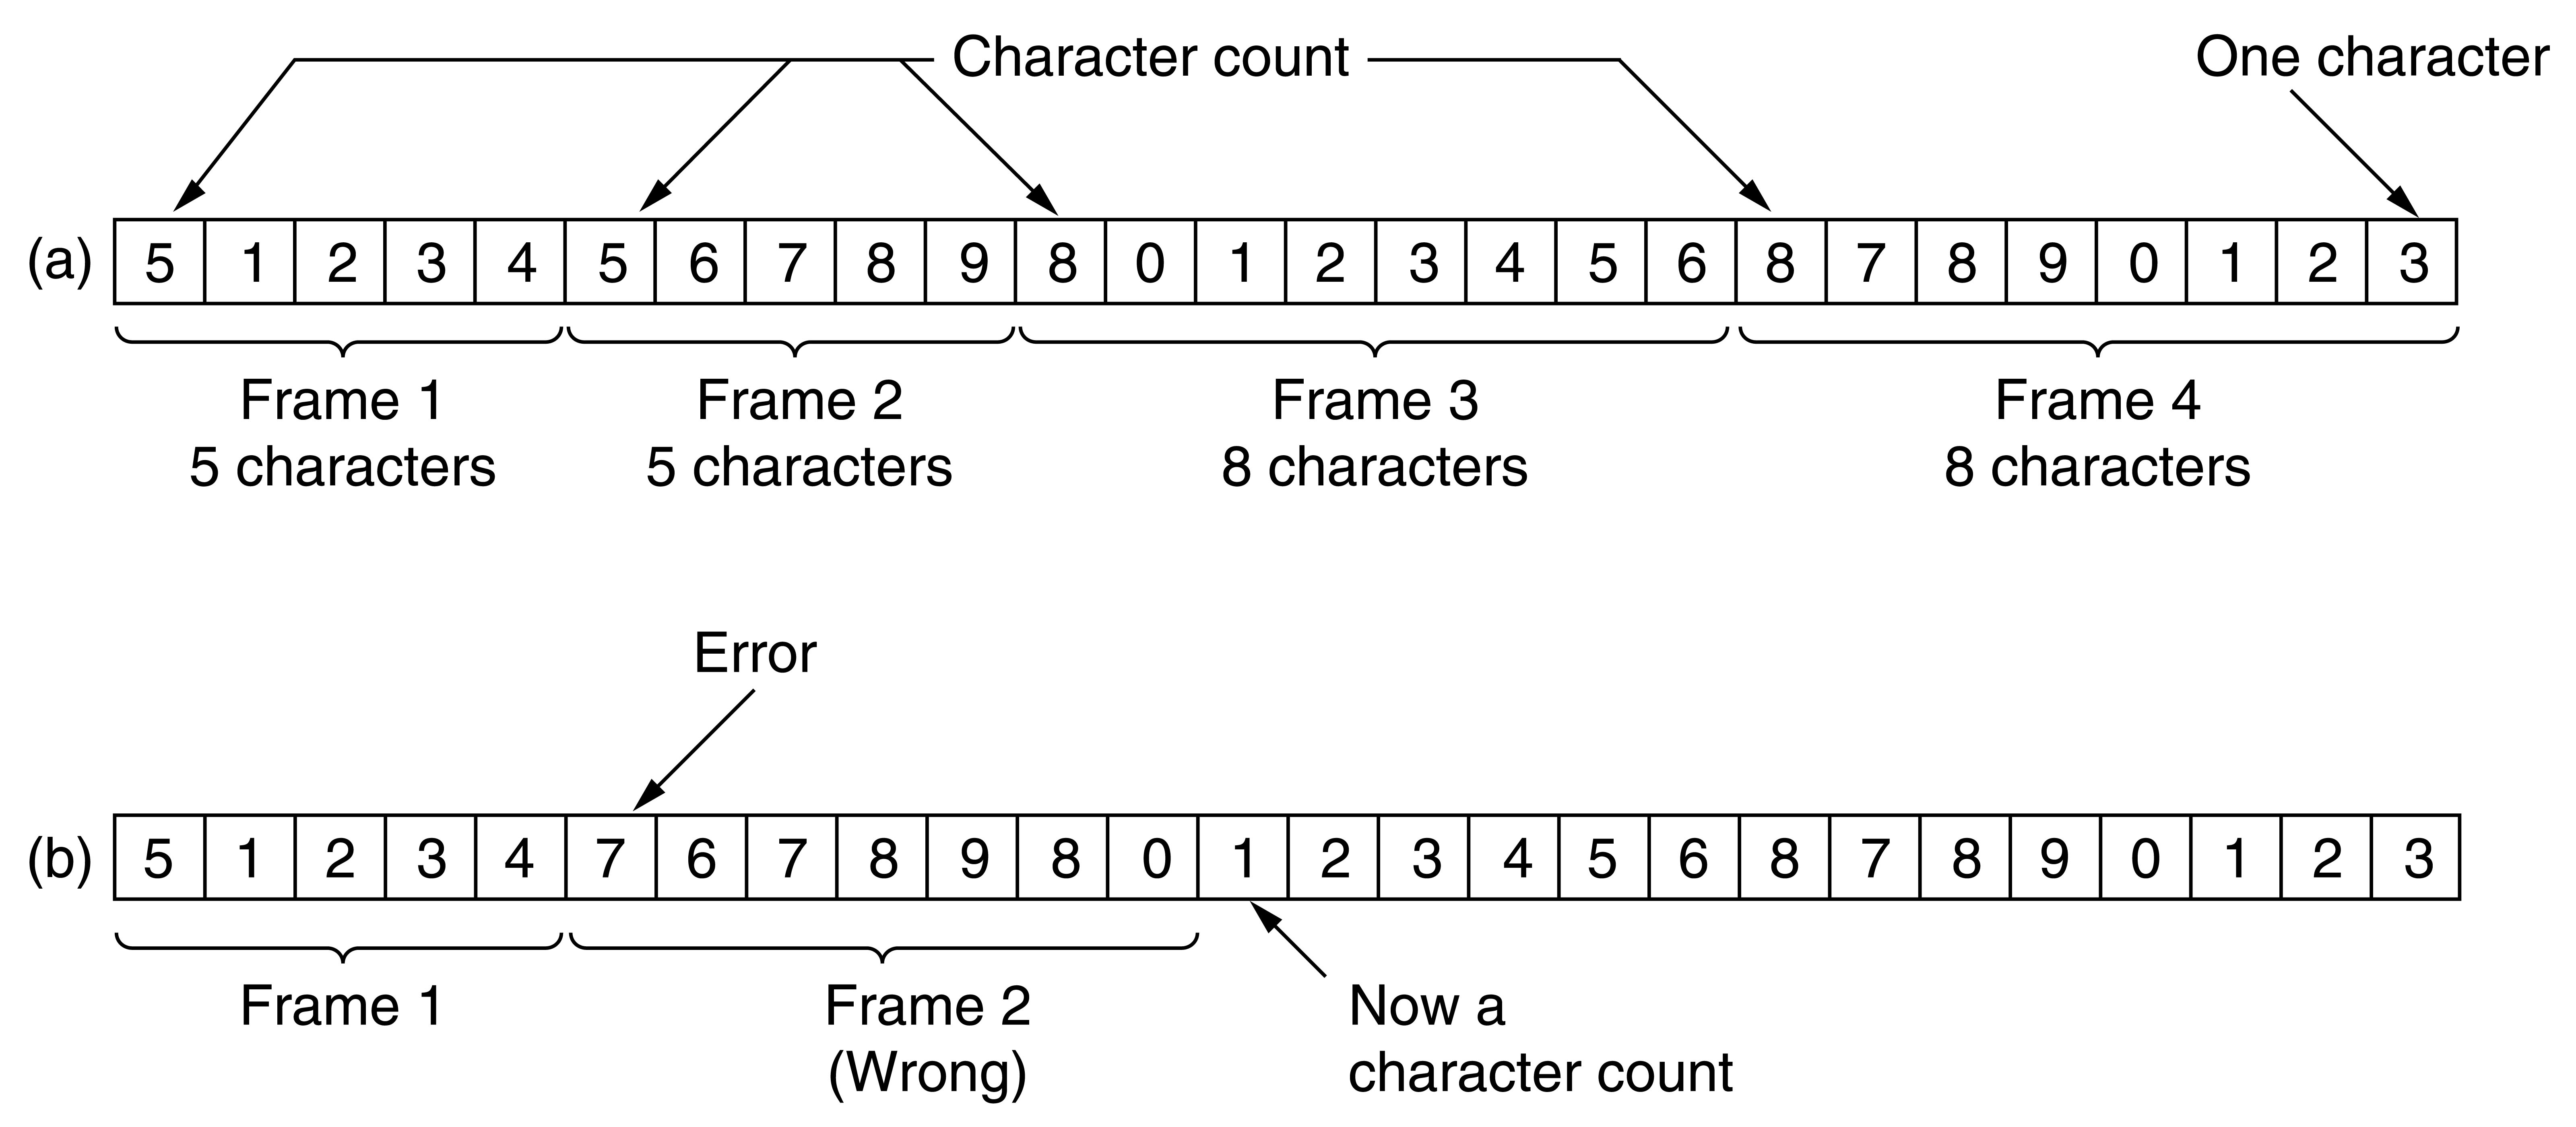 Character count
One character
(a) 5 1 2 3 4 5 6 7 8 9 8 0 1 2 3 4 5 6 8 7 8 9 0 1 2 3
Frame 1 Frame 2 Frame 3 Frame 4
5 characters 5 characters 8 characters 8 characters
Error
(b) 5 1 2 3 4 7 6 7 8 9 8 0 1 2 3 4 5 6 8 7 8 9 0 1 2 3
Frame 1 Frame 2 Now a
(Wrong) character count